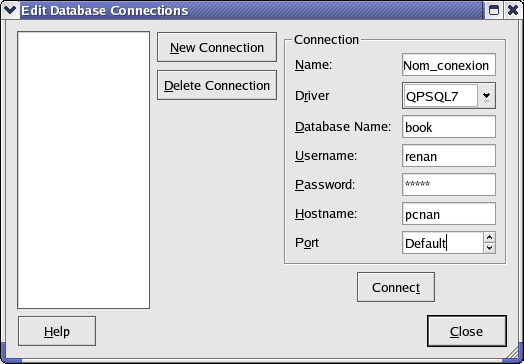 Edit Database Connections
New Connection
Delete Connection
Connection
Name: Nom_conexion
Driver QPSQL7
Database Name: book
Username: renan
Password: *****
Hostname: pcnan
Port Default
Connect
Help
Close